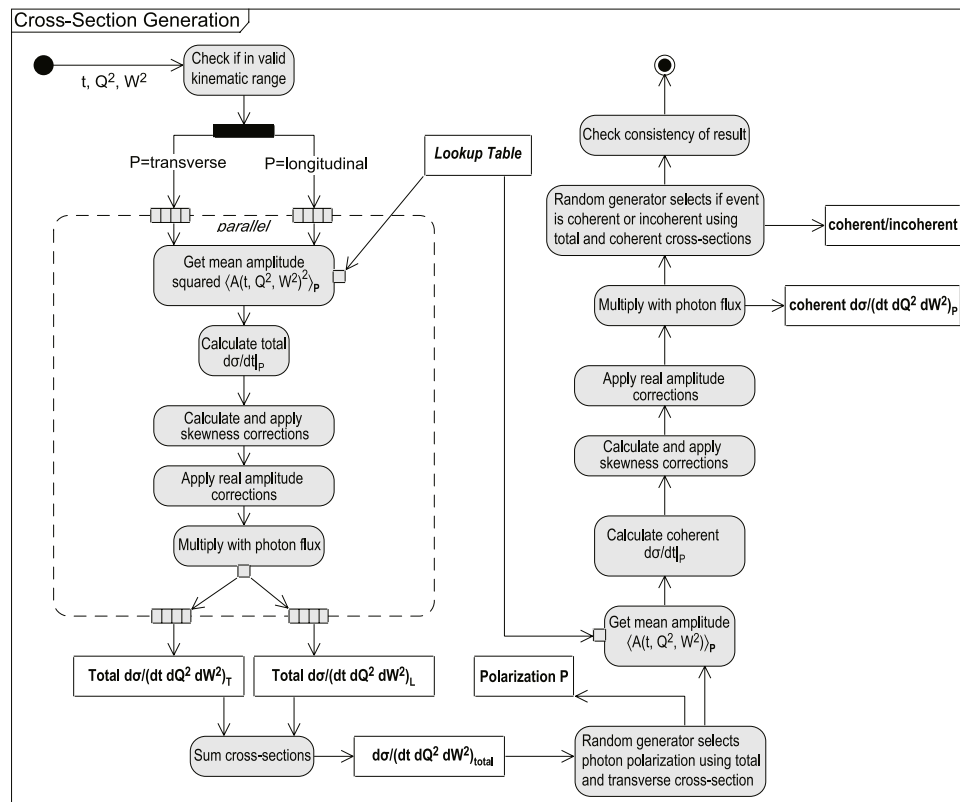 Cross-Section Generation
t, Q², W²
Check if in valid
kinematic range
P=transverse
P=longitudinal
Lookup Table
parallel
Get mean amplitude
squared ⟨A(t, Q², W²)²⟩P
Calculate total
dσ/dt|P
Calculate and apply
skewness corrections
Apply real amplitude
corrections
Multiply with photon flux
Total dσ/(dt dQ² dW²)T
Total dσ/(dt dQ² dW²)L
Sum cross-sections
dσ/(dt dQ² dW²)total
Random generator selects
photon polarization using total
and transverse cross-section
Polarization P
Get mean amplitude
⟨A(t, Q², W²)⟩P
Calculate coherent
dσ/dt|P
Calculate and apply
skewness corrections
Apply real amplitude
corrections
Multiply with photon flux
coherent dσ/(dt dQ² dW²)P
Random generator selects if event
is coherent or incoherent using
total and coherent cross-sections
coherent/incoherent
Check consistency of result